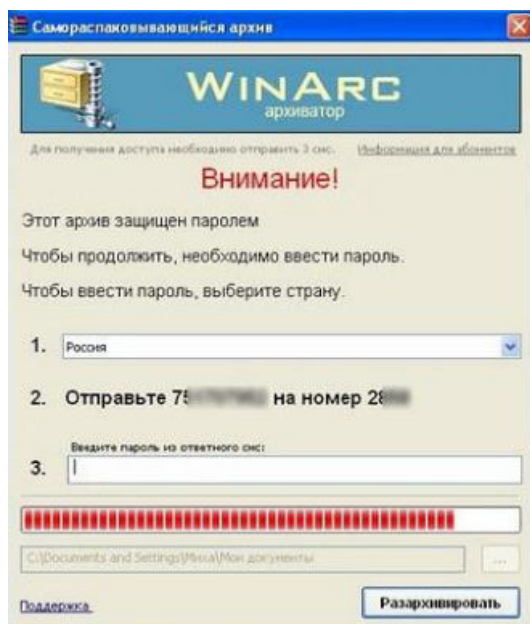 Самораспаковывающийся архив
WINARC
архиватор
Для получения доступа необходимо отправить 3 смс. Информация для абонентов
Внимание!
Этот архив защищен паролем
Чтобы продолжить, необходимо ввести пароль.
Чтобы ввести пароль, выберите страну.
1. Россия
2. Отправьте 75 на номер 28
Введите пароль из ответного смс:
3.
C:\Documents and Settings\Миха\Мои документы ...
Поддержка Разархивировать